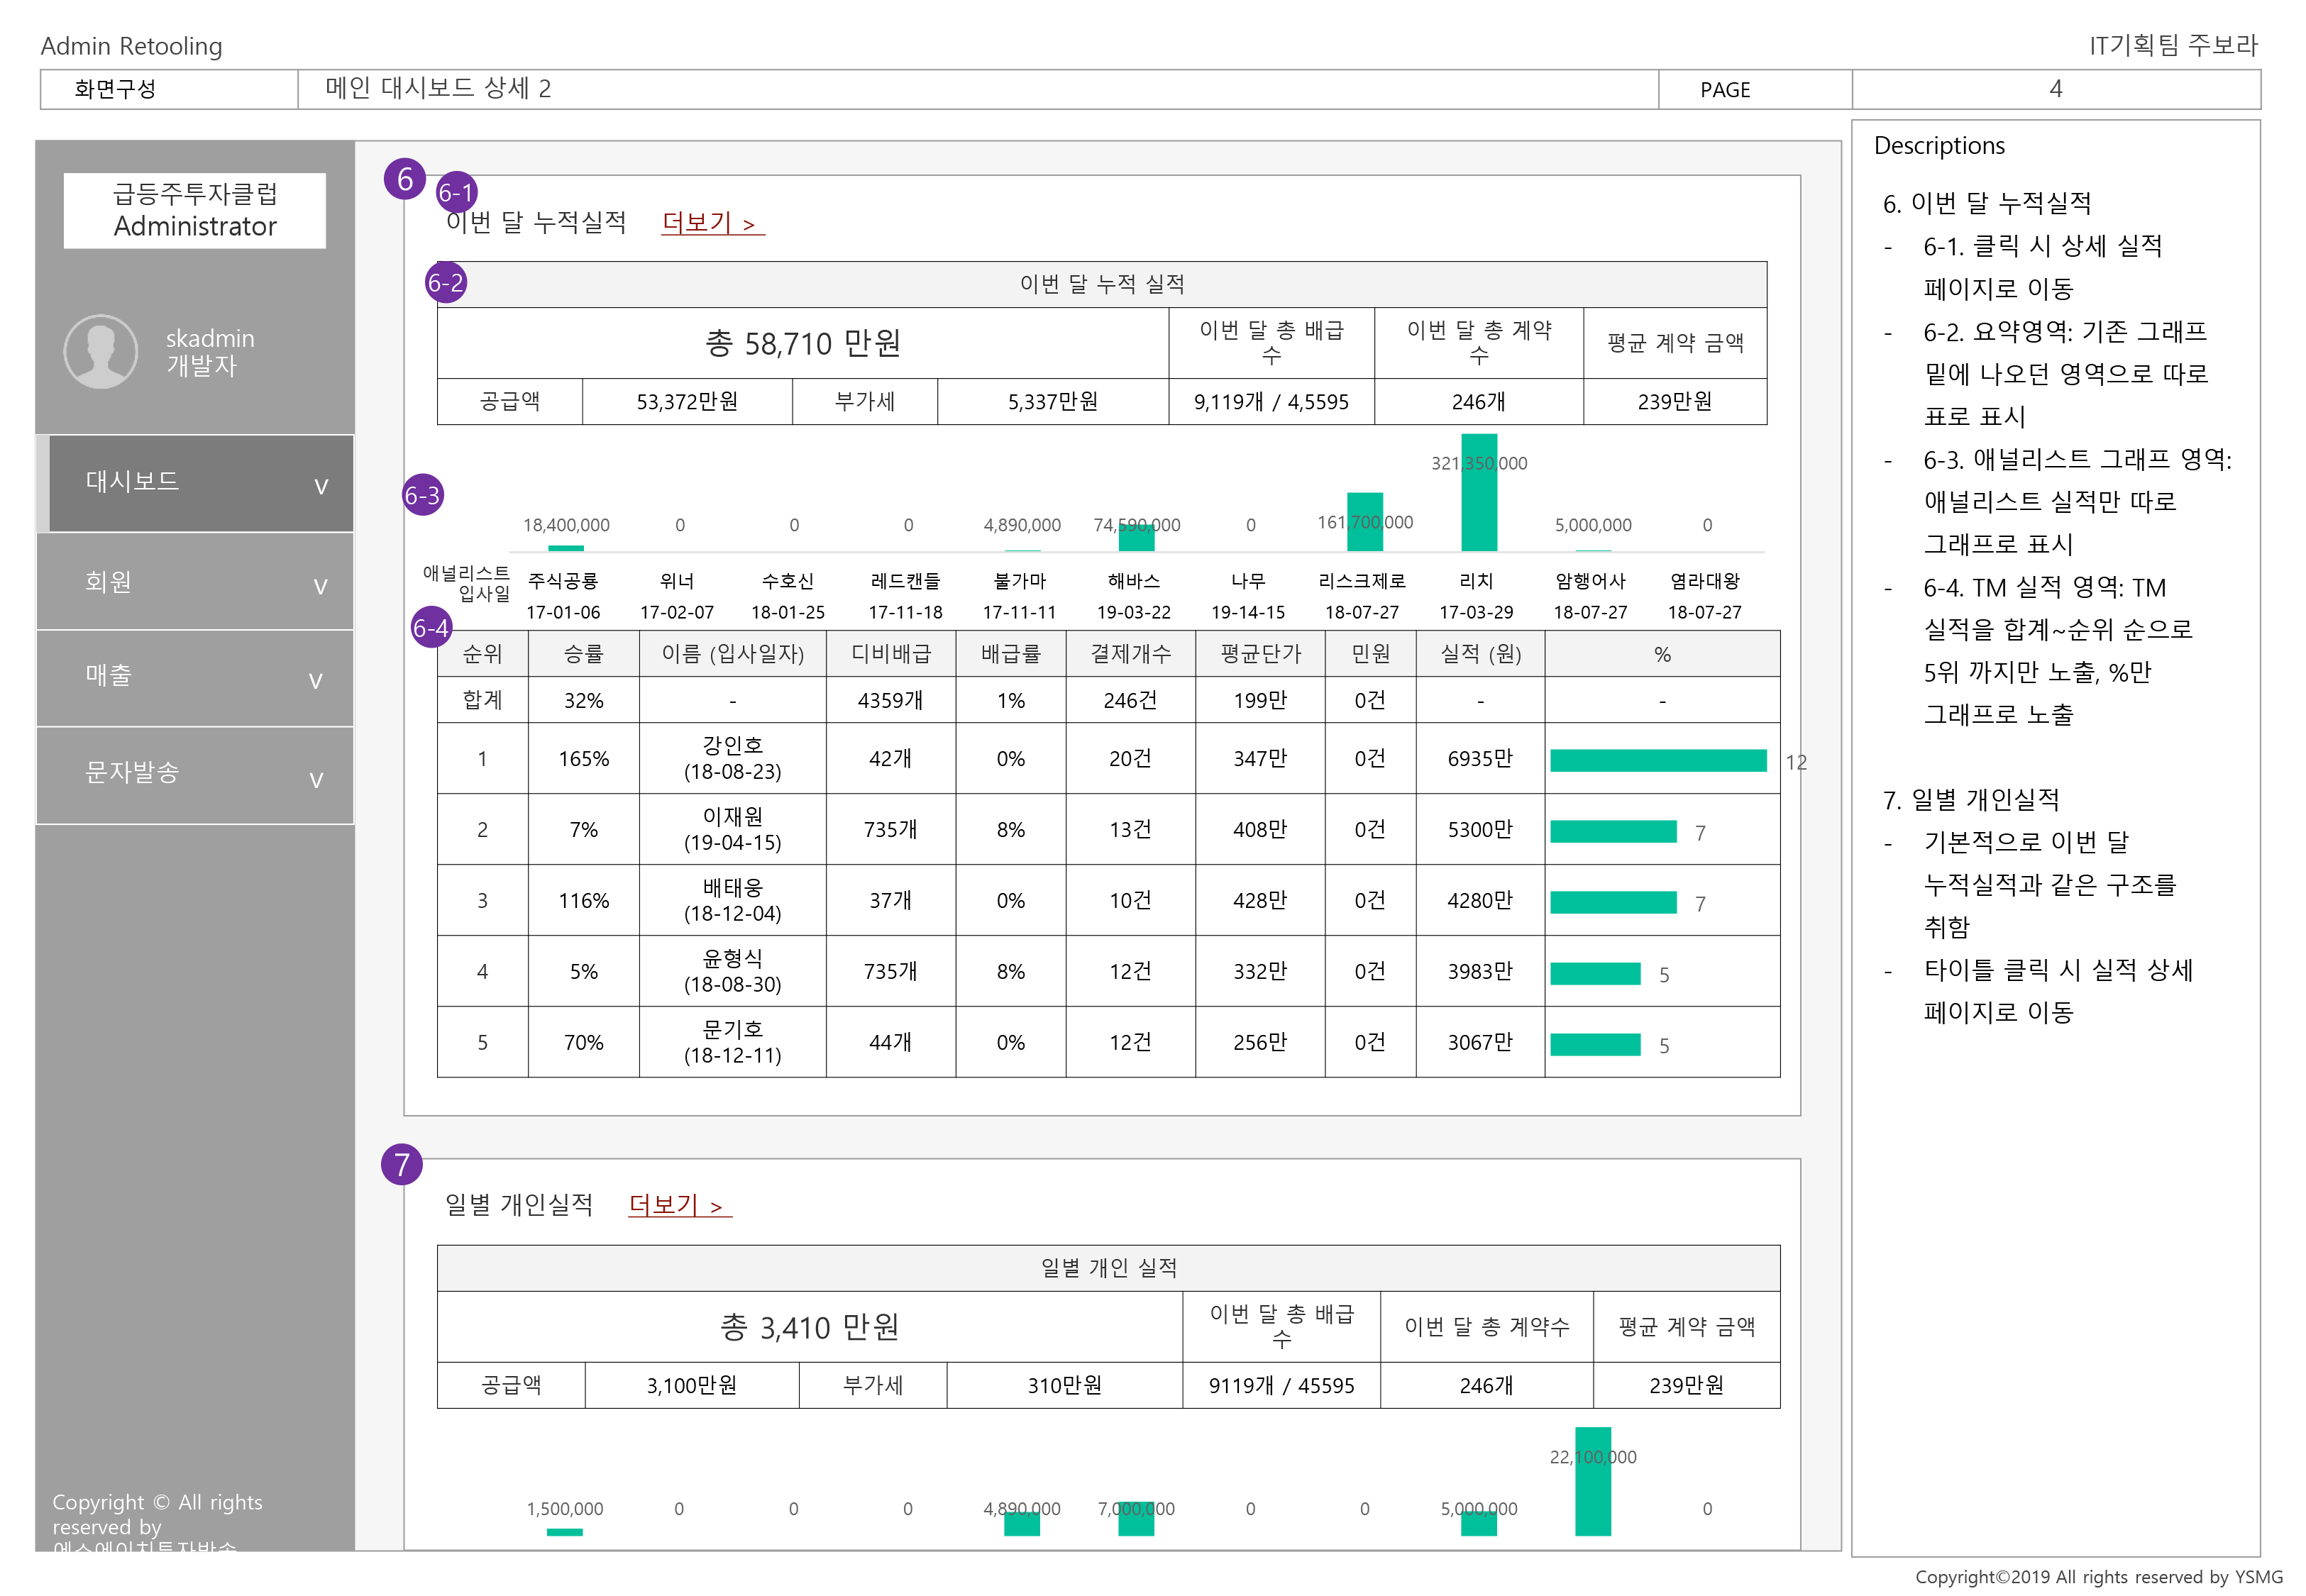 Admin Retooling
IT기획팀 주보라
화면구성
메인 대시보드 상세 2
PAGE
4
급등주투자클럽
Administrator
skadmin
개발자
대시보드 v
회원 v
매출 v
문자발송 v
Copyright © All rights
reserved by
에스에이치투자방송
6
6-1
이번 달 누적실적 더보기 >
6-2
이번 달 누적 실적
총 58,710 만원
이번 달 총 배급
수
이번 달 총 계약
수
평균 계약 금액
공급액 53,372만원 부가세 5,337만원 9,119개 / 4,5595 246개 239만원
6-3
18,400,000 0 0 0 4,890,000 74,590,000 0 161,700,000 321,350,000 5,000,000 0
애널리스트 주식공룡 위너 수호신 레드캔들 불가마 해바스 나무 리스크제로 리치 암행어사 염라대왕
입사일 17-01-06 17-02-07 18-01-25 17-11-18 17-11-11 19-03-22 19-14-15 18-07-27 17-03-29 18-07-27 18-07-27
6-4
순위 승률 이름 (입사일자) 디비배급 배급률 결제개수 평균단가 민원 실적 (원) %
합계 32% - 4359개 1% 246건 199만 0건 - -
1 165% 강인호 (18-08-23) 42개 0% 20건 347만 0건 6935만 12
2 7% 이재원 (19-04-15) 735개 8% 13건 408만 0건 5300만 7
3 116% 배태웅 (18-12-04) 37개 0% 10건 428만 0건 4280만 7
4 5% 윤형식 (18-08-30) 735개 8% 12건 332만 0건 3983만 5
5 70% 문기호 (18-12-11) 44개 0% 12건 256만 0건 3067만 5
7
일별 개인실적 더보기 >
일별 개인 실적
총 3,410 만원
이번 달 총 배급
수
이번 달 총 계약수
평균 계약 금액
공급액 3,100만원 부가세 310만원 9119개 / 45595 246개 239만원
1,500,000 0 0 0 4,890,000 7,000,000 0 0 5,000,000 22,100,000 0
Descriptions
6. 이번 달 누적실적
- 6-1. 클릭 시 상세 실적
페이지로 이동
- 6-2. 요약영역: 기존 그래프
밑에 나오던 영역으로 따로
표로 표시
- 6-3. 애널리스트 그래프 영역:
애널리스트 실적만 따로
그래프로 표시
- 6-4. TM 실적 영역: TM
실적을 합계~순위 순으로
5위 까지만 노출, %만
그래프로 노출
7. 일별 개인실적
- 기본적으로 이번 달
누적실적과 같은 구조를
취함
- 타이틀 클릭 시 실적 상세
페이지로 이동
Copyright©2019 All rights reserved by YSMG